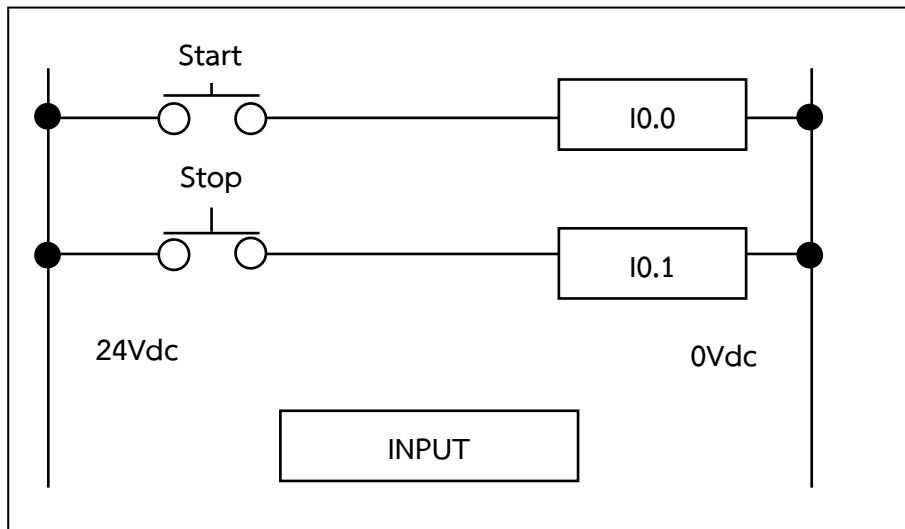 Start
I0.0
Stop
I0.1
24Vdc
0Vdc
INPUT